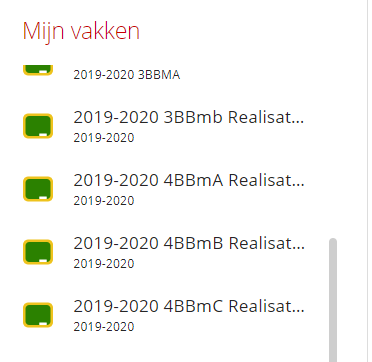 Mijn vakken
2019-2020 3BBMA
2019-2020 3BBmb Realisat...
2019-2020
2019-2020 4BBmA Realisat...
2019-2020
2019-2020 4BBmB Realisat...
2019-2020
2019-2020 4BBmC Realisat...
2019-2020